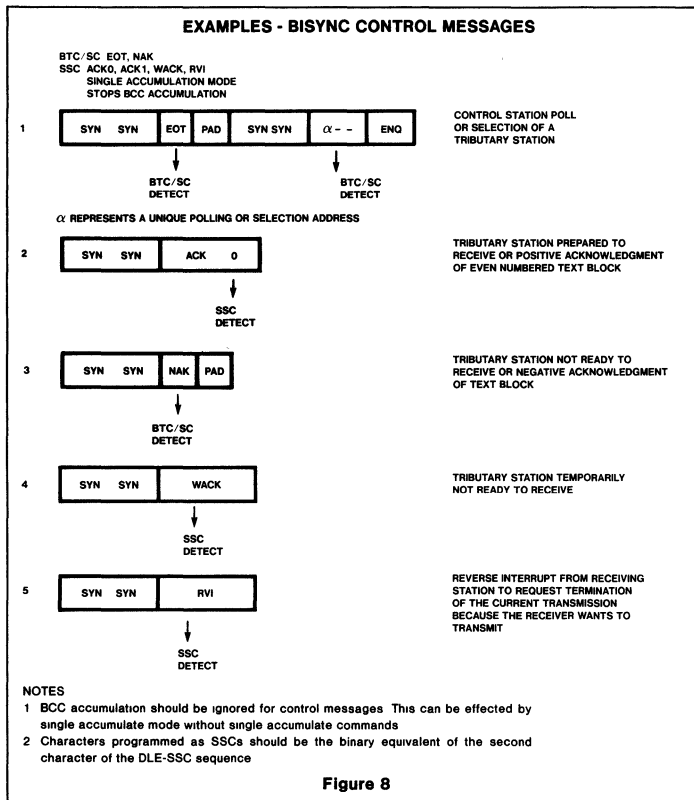 EXAMPLES - BISYNC CONTROL MESSAGES
BTC/SC EOT, NAK
SSC ACK0, ACK1, WACK, RVI
SINGLE ACCUMULATION MODE
STOPS BCC ACCUMULATION
1
SYN SYN EOT PAD SYN SYN α - - ENQ
CONTROL STATION POLL
OR SELECTION OF A
TRIBUTARY STATION
BTC/SC
DETECT
BTC/SC
DETECT
α REPRESENTS A UNIQUE POLLING OR SELECTION ADDRESS
2
SYN SYN ACK 0
TRIBUTARY STATION PREPARED TO
RECEIVE OR POSITIVE ACKNOWLEDGMENT
OF EVEN NUMBERED TEXT BLOCK
SSC
DETECT
3
SYN SYN NAK PAD
TRIBUTARY STATION NOT READY TO
RECEIVE OR NEGATIVE ACKNOWLEDGMENT
OF TEXT BLOCK
BTC/SC
DETECT
4
SYN SYN WACK
TRIBUTARY STATION TEMPORARILY
NOT READY TO RECEIVE
SSC
DETECT
5
SYN SYN RVI
REVERSE INTERRUPT FROM RECEIVING
STATION TO REQUEST TERMINATION
OF THE CURRENT TRANSMISSION
BECAUSE THE RECEIVER WANTS TO
TRANSMIT
SSC
DETECT
NOTES
1 BCC accumulation should be ignored for control messages This can be effected by
single accumulate mode without single accumulate commands
2 Characters programmed as SSCs should be the binary equivalent of the second
character of the DLE-SSC sequence
Figure 8